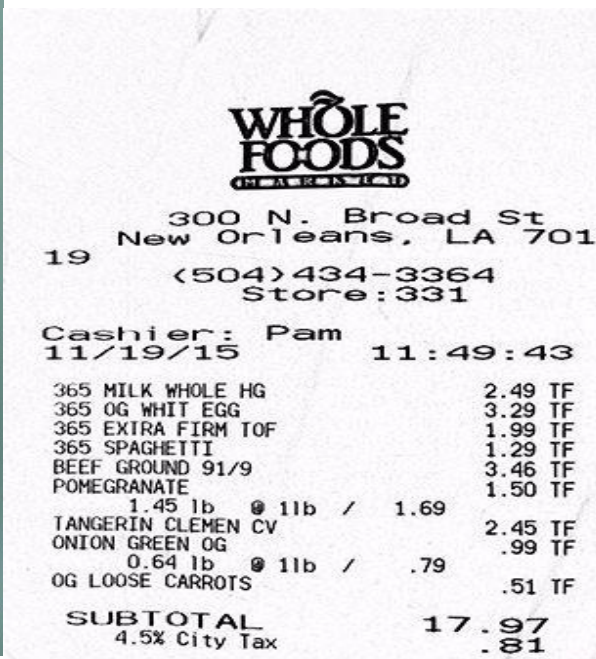 WHOLE
FOODS
MARKET
300 N. Broad St
New Orleans, LA 701
19
(504)434-3364
Store:331
Cashier: Pam
11/19/15 11:49:43
365 MILK WHOLE HG 2.49 TF
365 OG WHIT EGG 3.29 TF
365 EXTRA FIRM TOF 1.99 TF
365 SPAGHETTI 1.29 TF
BEEF GROUND 91/9 3.46 TF
POMEGRANATE 1.50 TF
1.45 lb @ 1lb / 1.69
TANGERIN CLEMEN CV 2.45 TF
ONION GREEN OG .99 TF
0.64 lb @ 1lb / .79
OG LOOSE CARROTS .51 TF
SUBTOTAL 17.97
4.5% City Tax .81